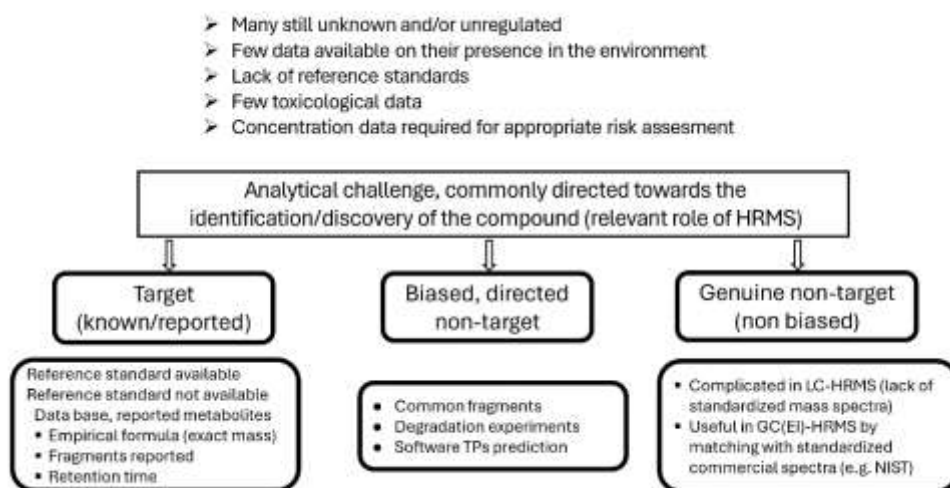 Many still unknown and/or unregulated
Few data available on their presence in the environment
Lack of reference standards
Few toxicological data
Concentration data required for appropriate risk assesment
Analytical challenge, commonly directed towards the
identification/discovery of the compound (relevant role of HRMS)
Target
(known/reported)
Reference standard available
Reference standard not available
Data base, reported metabolites
Empirical formula (exact mass)
Fragments reported
Retention time
Biased, directed
non-target
Common fragments
Degradation experiments
Software TPs prediction
Genuine non-target
(non biased)
Complicated in LC-HRMS (lack of
standardized mass spectra)
Useful in GC(EI)-HRMS by
matching with standardized
commercial spectra (e.g. NIST)